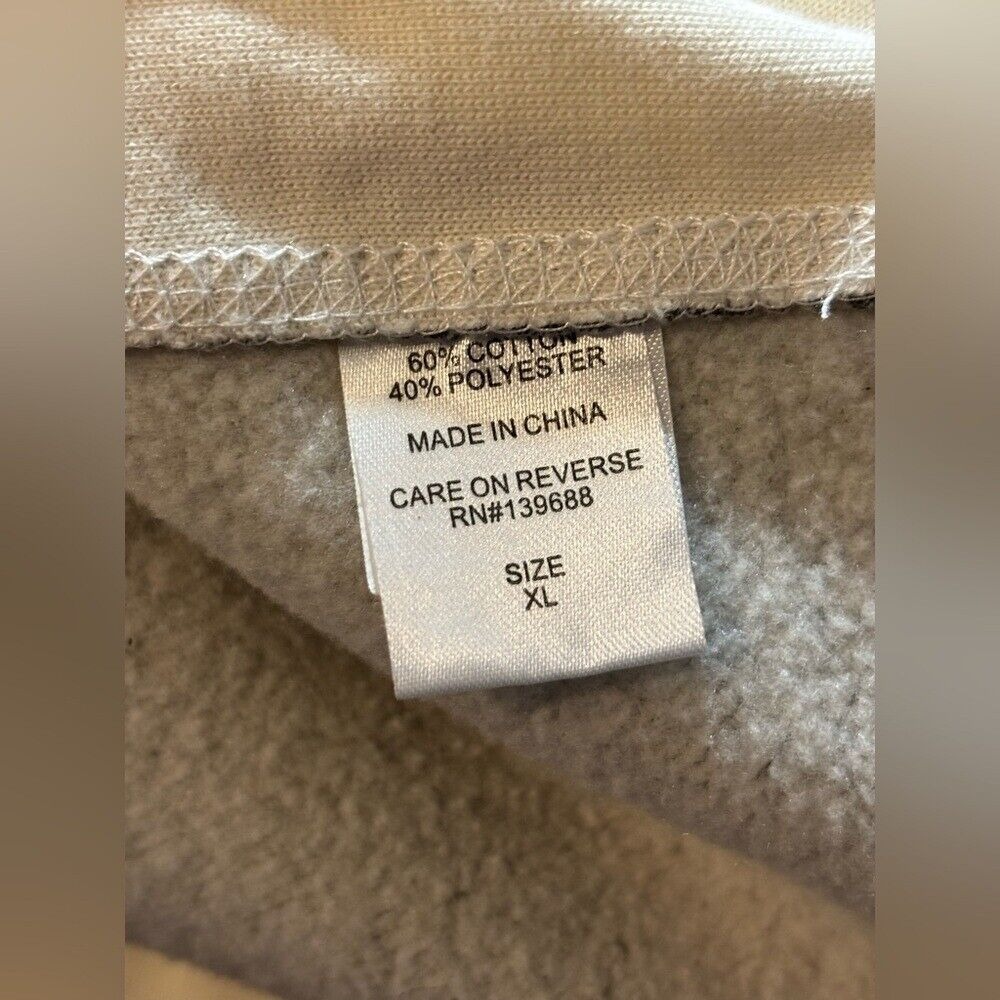 60% COTTON
40% POLYESTER
MADE IN CHINA
CARE ON REVERSE
RN#139688
SIZE
XL